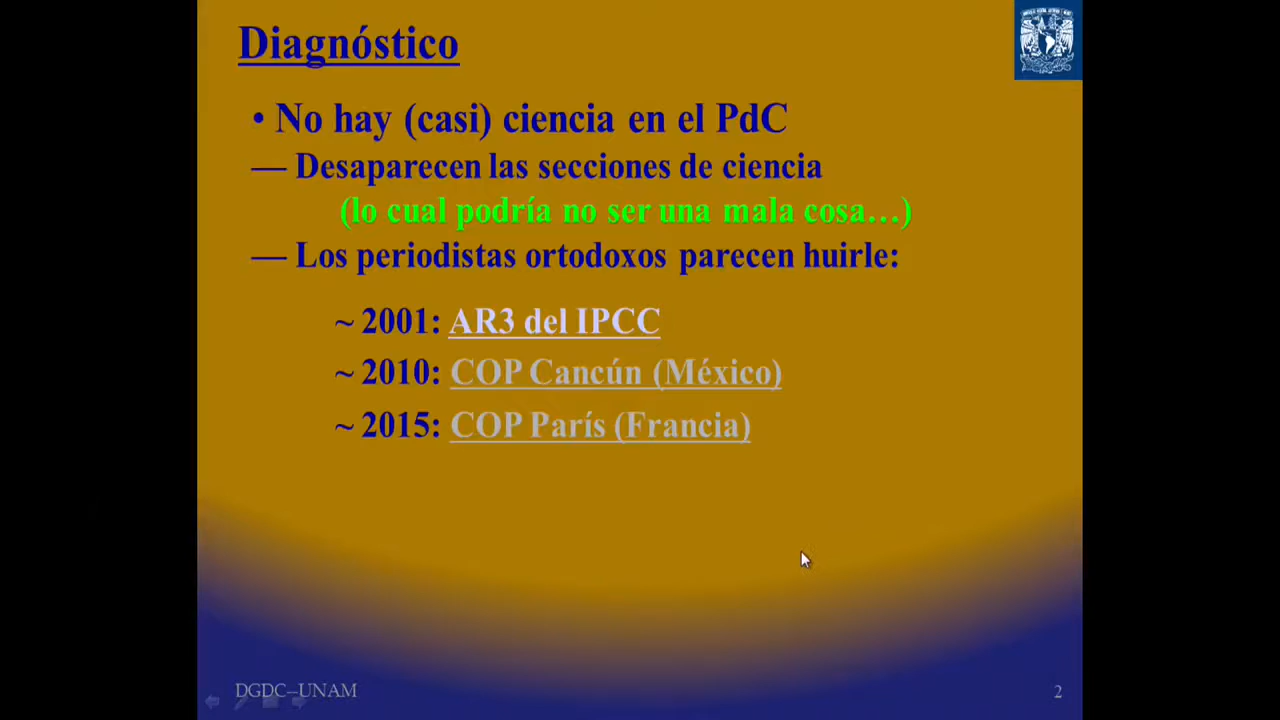 Diagnóstico
• No hay (casi) ciencia en el PdC
— Desaparecen las secciones de ciencia
(lo cual podría no ser una mala cosa…)
— Los periodistas ortodoxos parecen huirle:
~ 2001: AR3 del IPCC
~ 2010: COP Cancún (México)
~ 2015: COP París (Francia)
DGDC–UNAM
2